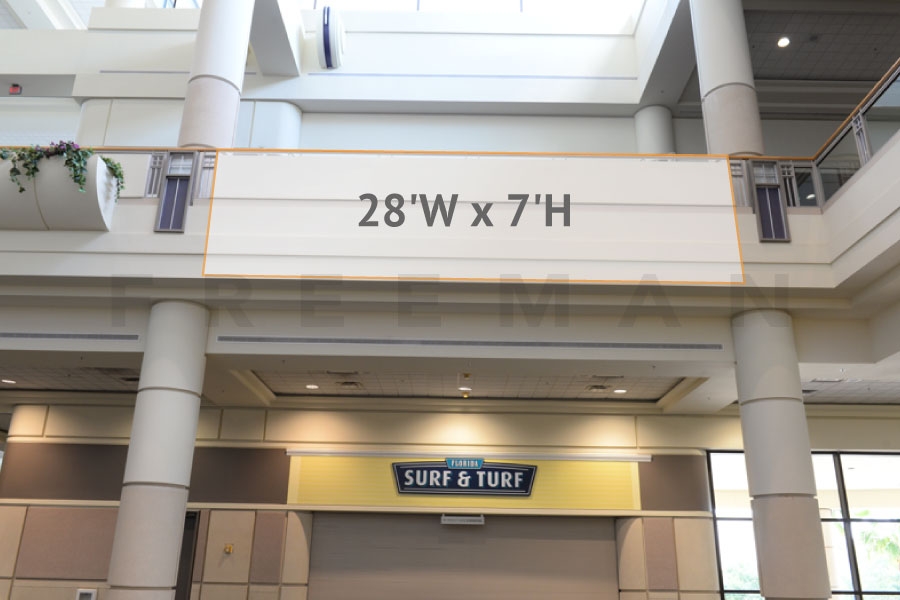 28'W x 7'H
FREEMAN
FLORIDA
SURF & TURF